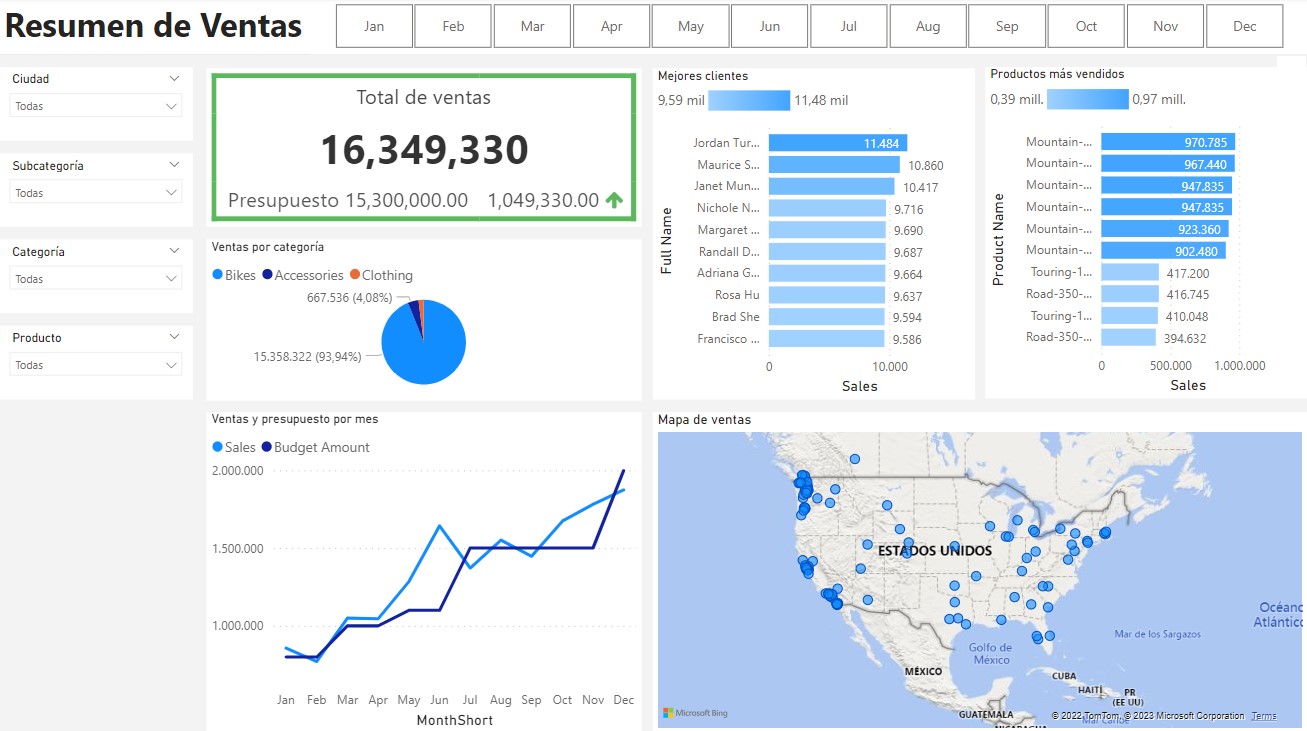 Resumen de Ventas
Jan Feb Mar Apr May Jun Jul Aug Sep Oct Nov Dec
Ciudad
Todas
Subcategoría
Todas
Categoría
Todas
Producto
Todas
Total de ventas
16,349,330
Presupuesto 15,300,000.00 1,049,330.00
Ventas por categoría
Bikes Accessories Clothing
667.536 (4,08%)
15.358.322 (93,94%)
Mejores clientes
9,59 mil 11,48 mil
Full Name
Jordan Tur... 11.484
Maurice S... 10.860
Janet Mun... 10.417
Nichole N... 9.716
Margaret ... 9.690
Randall D... 9.687
Adriana G... 9.664
Rosa Hu 9.637
Brad She 9.594
Francisco ... 9.586
0 10.000
Sales
Productos más vendidos
0,39 mill. 0,97 mill.
Product Name
Mountain-... 970.785
Mountain-... 967.440
Mountain-... 947.835
Mountain-... 947.835
Mountain-... 923.360
Mountain-... 902.480
Touring-1... 417.200
Road-350-... 416.745
Touring-1... 410.048
Road-350-... 394.632
0 500.000 1.000.000
Sales
Ventas y presupuesto por mes
Sales Budget Amount
2.000.000
1.500.000
1.000.000
Jan Feb Mar Apr May Jun Jul Aug Sep Oct Nov Dec
MonthShort
Mapa de ventas
ESTADOS UNIDOS
Océano
Atlántico
Mar de los Sargazos
Golfo de
México
MÉXICO
CUBA
HAITÍ
PR
(EE UU)
Mar Caribe
GUATEMALA
NICARAGUA
Microsoft Bing
© 2022 TomTom, © 2023 Microsoft Corporation Terms